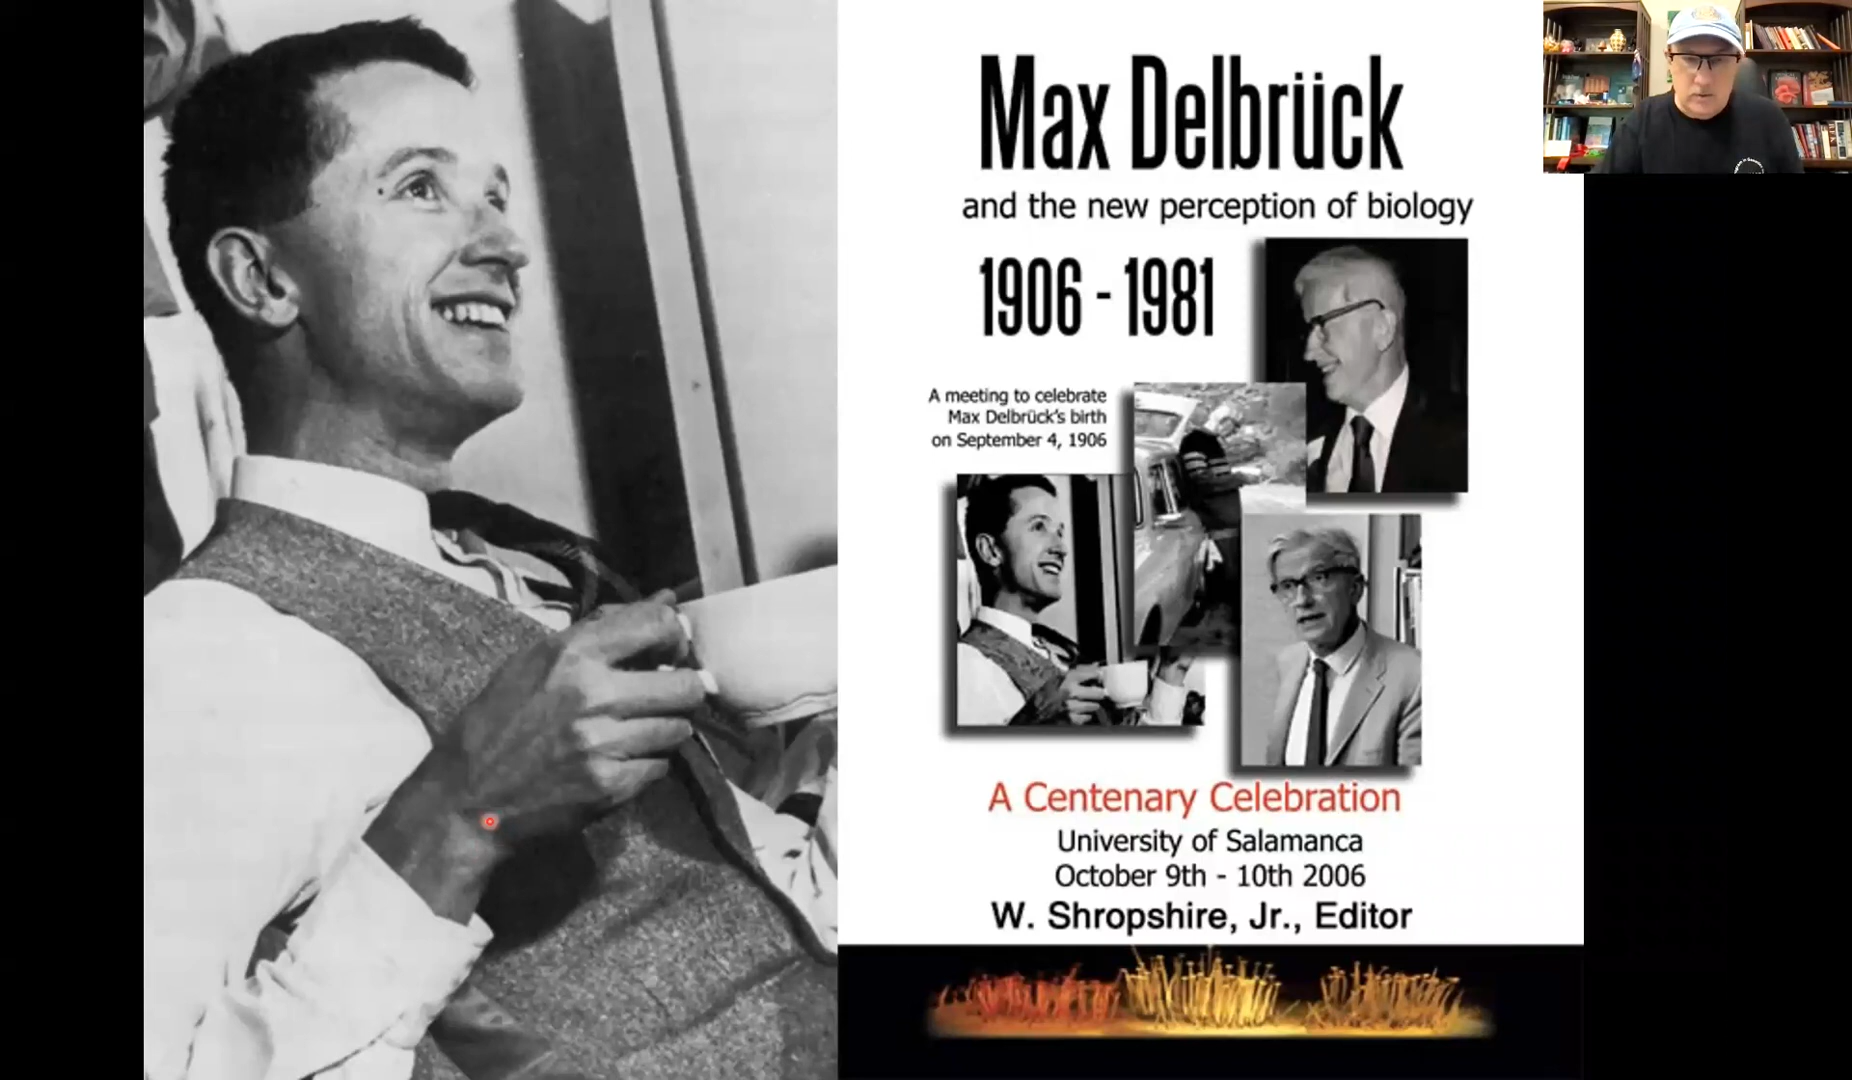 Max Delbrück
and the new perception of biology
1906 - 1981
A meeting to celebrate
Max Delbrück's birth
on September 4, 1906
A Centenary Celebration
University of Salamanca
October 9th - 10th 2006
W. Shropshire, Jr., Editor